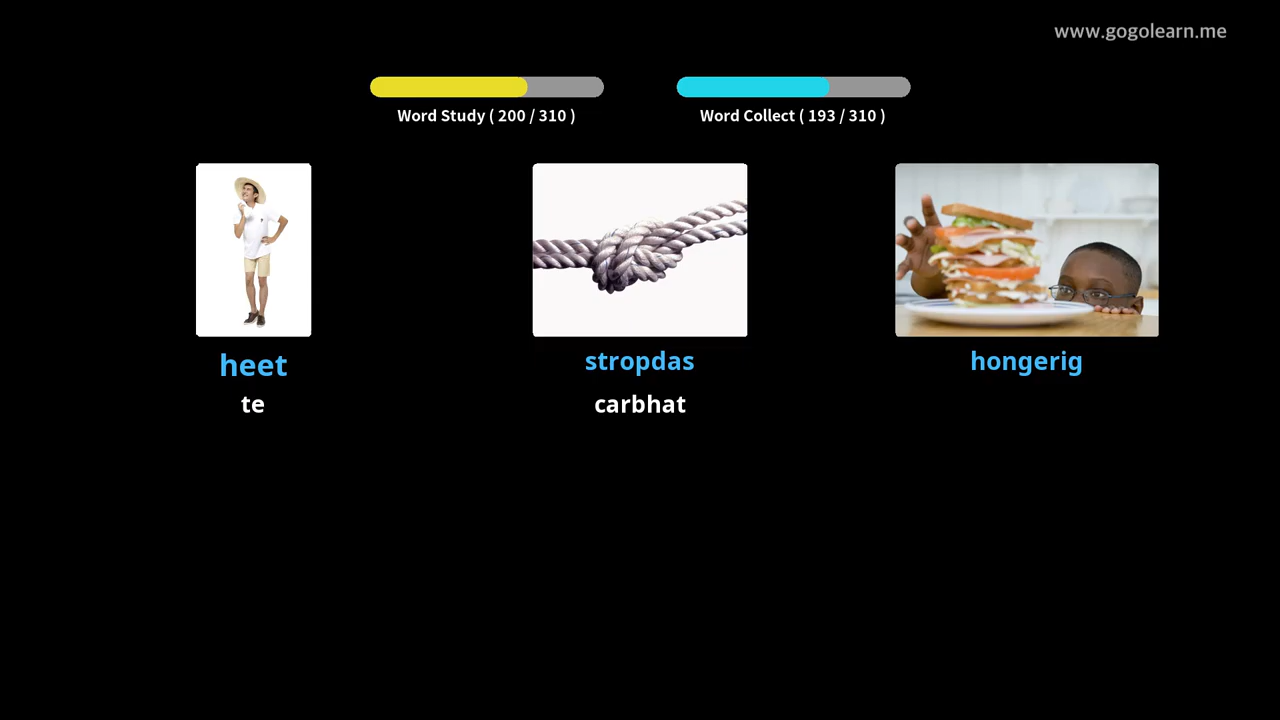 www.gogolearn.me
Word Study ( 200 / 310 )
Word Collect ( 193 / 310 )
heet
stropdas
hongerig
te
carbhat